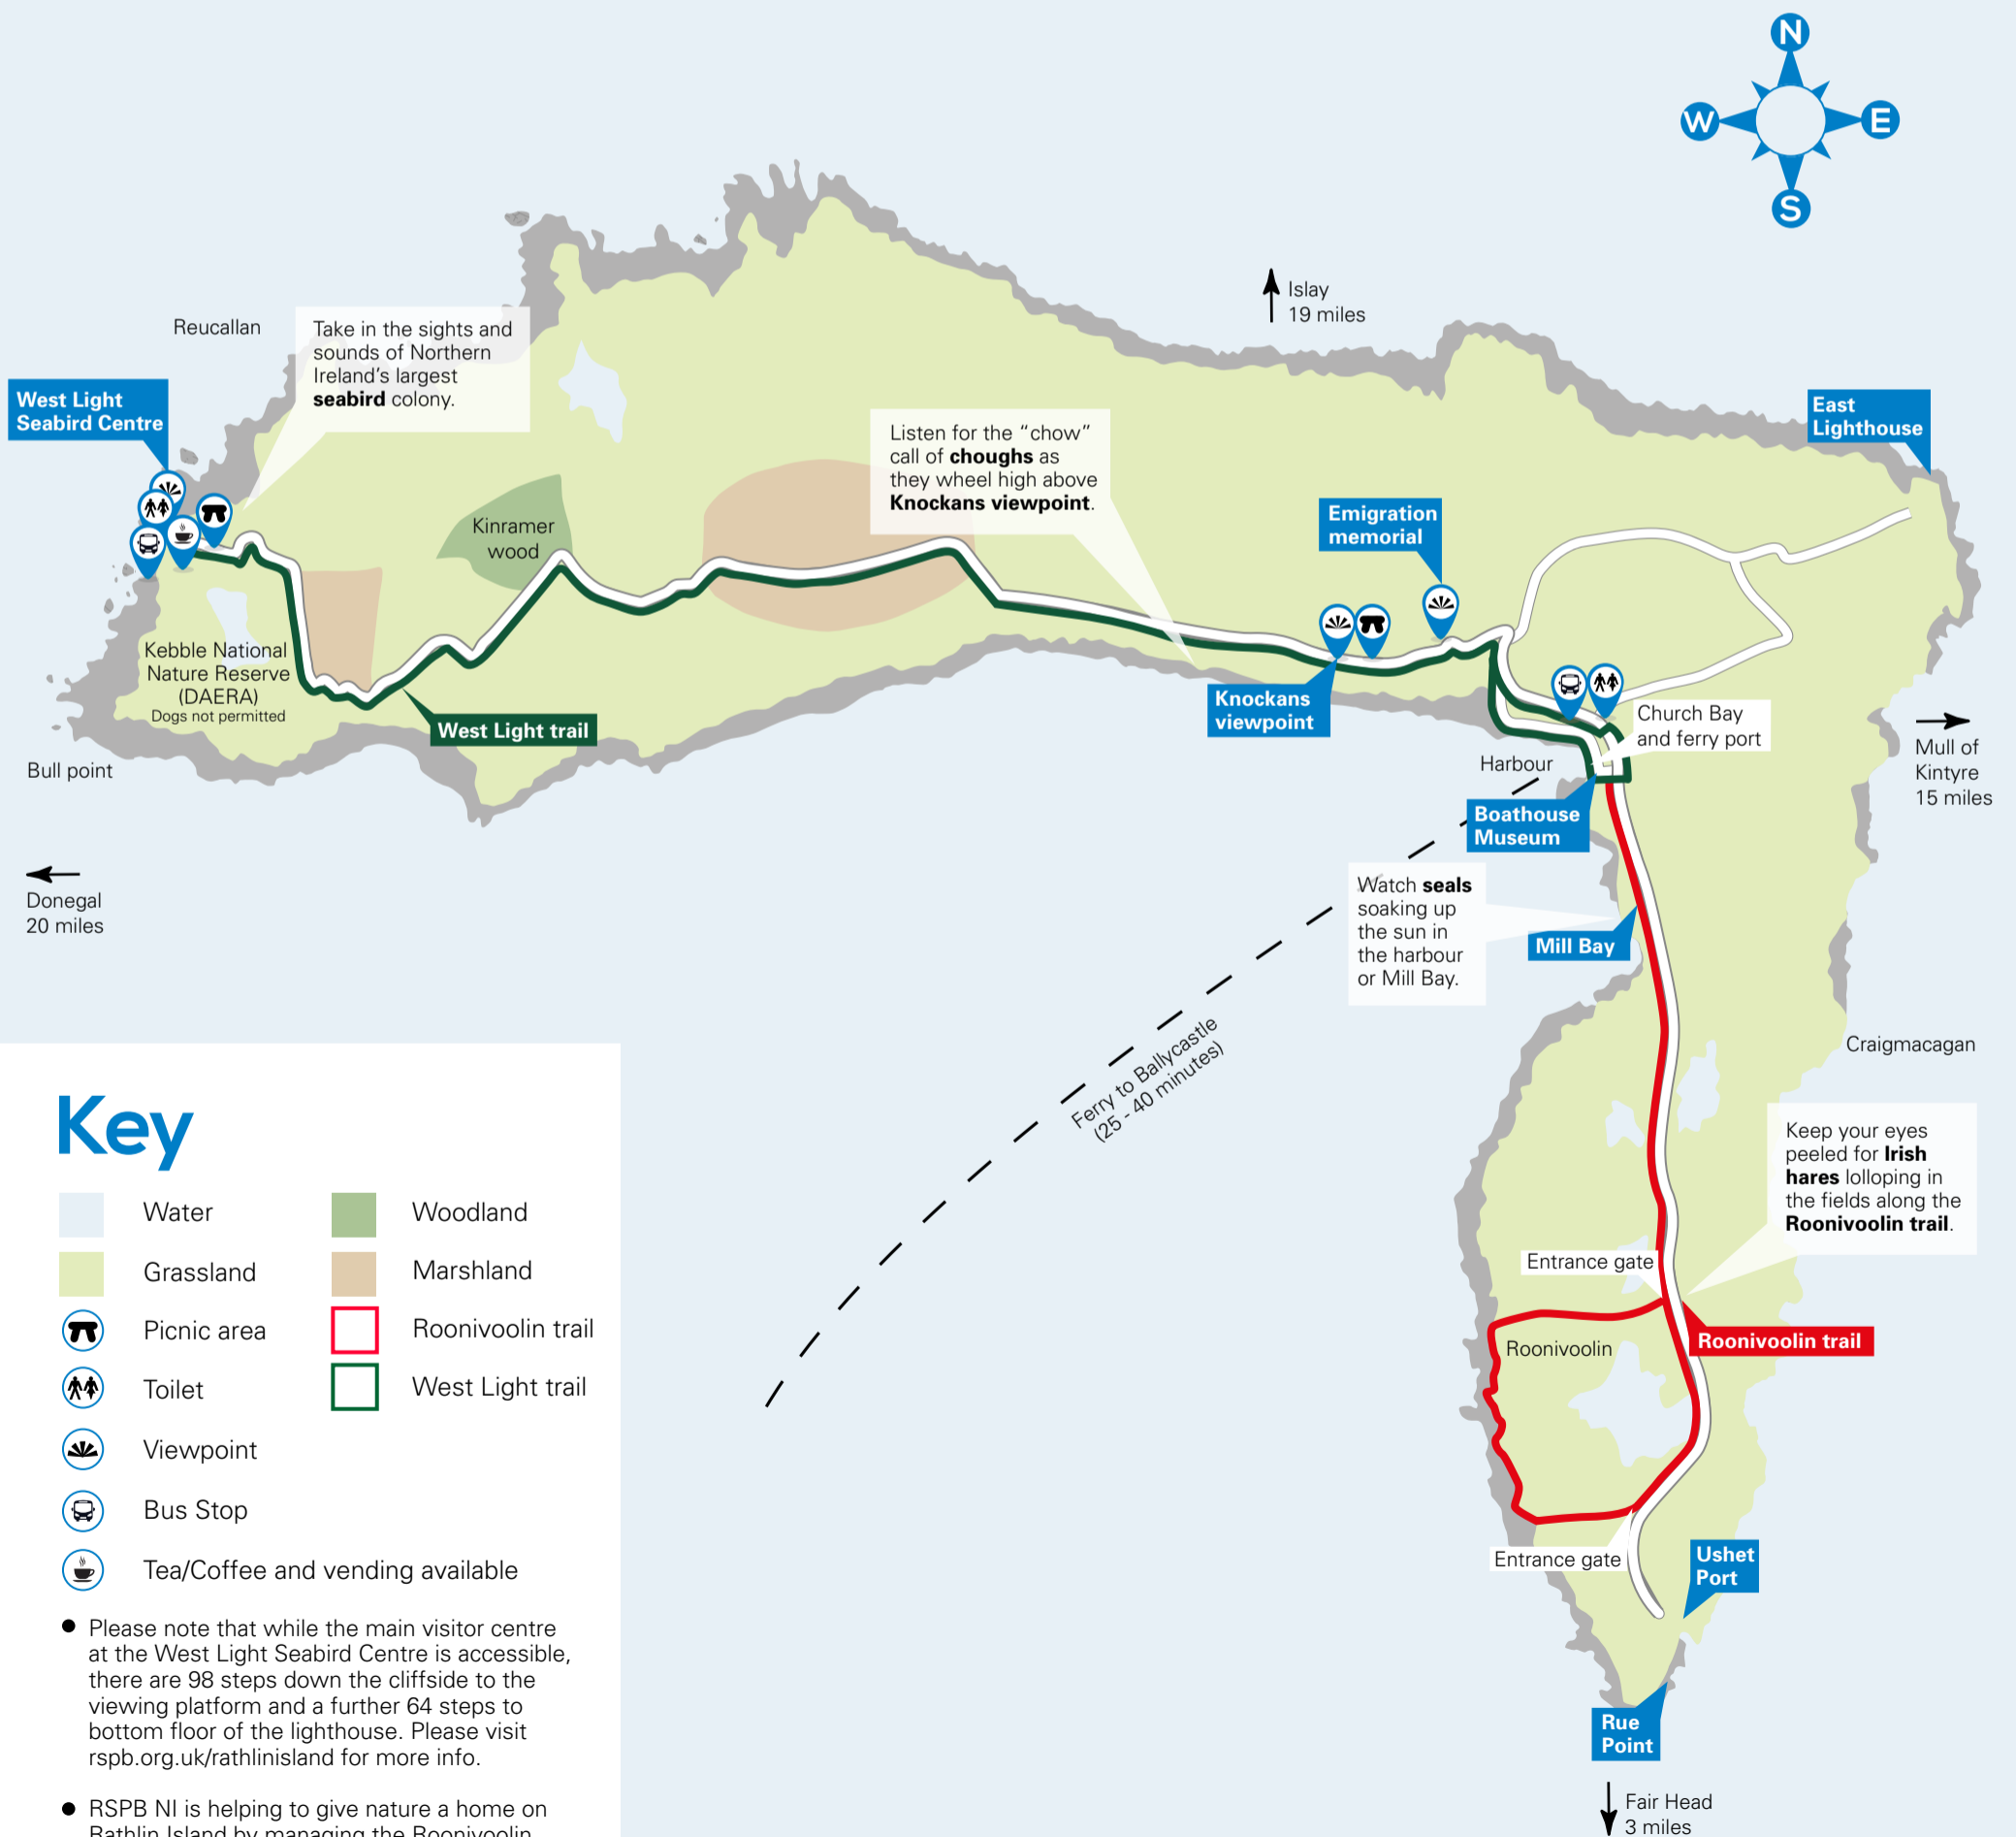 N
W
E
S
Islay
19 miles
Reucallan
Take in the sights and
sounds of Northern
Ireland’s largest
seabird colony.
West Light
Seabird Centre
East
Lighthouse
Listen for the “chow”
call of choughs as
they wheel high above
Knockans viewpoint.
Emigration
memorial
Kinramer
wood
Kebble National
Nature Reserve
(DAERA)
Dogs not permitted
Knockans
viewpoint
West Light trail
Church Bay
and ferry port
Mull of
Kintyre
15 miles
Bull point
Harbour
Boathouse
Museum
Donegal
20 miles
Watch seals
soaking up
the sun in
the harbour
or Mill Bay.
Mill Bay
Ferry to Ballycastle
(25 - 40 minutes)
Craigmacagan
Keep your eyes
peeled for Irish
hares lolloping in
the fields along the
Roonivoolin trail.
Entrance gate
Roonivoolin trail
Roonivoolin
Entrance gate
Ushet
Port
Rue
Point
Fair Head
3 miles
Key
Water
Grassland
Picnic area
Toilet
Viewpoint
Bus Stop
Tea/Coffee and vending available
Woodland
Marshland
Roonivoolin trail
West Light trail
● Please note that while the main visitor centre
at the West Light Seabird Centre is accessible,
there are 98 steps down the cliffside to the
viewing platform and a further 64 steps to
bottom floor of the lighthouse. Please visit
rspb.org.uk/rathlinisland for more info.
● RSPB NI is helping to give nature a home on
Rathlin Island by managing the Roonivoolin